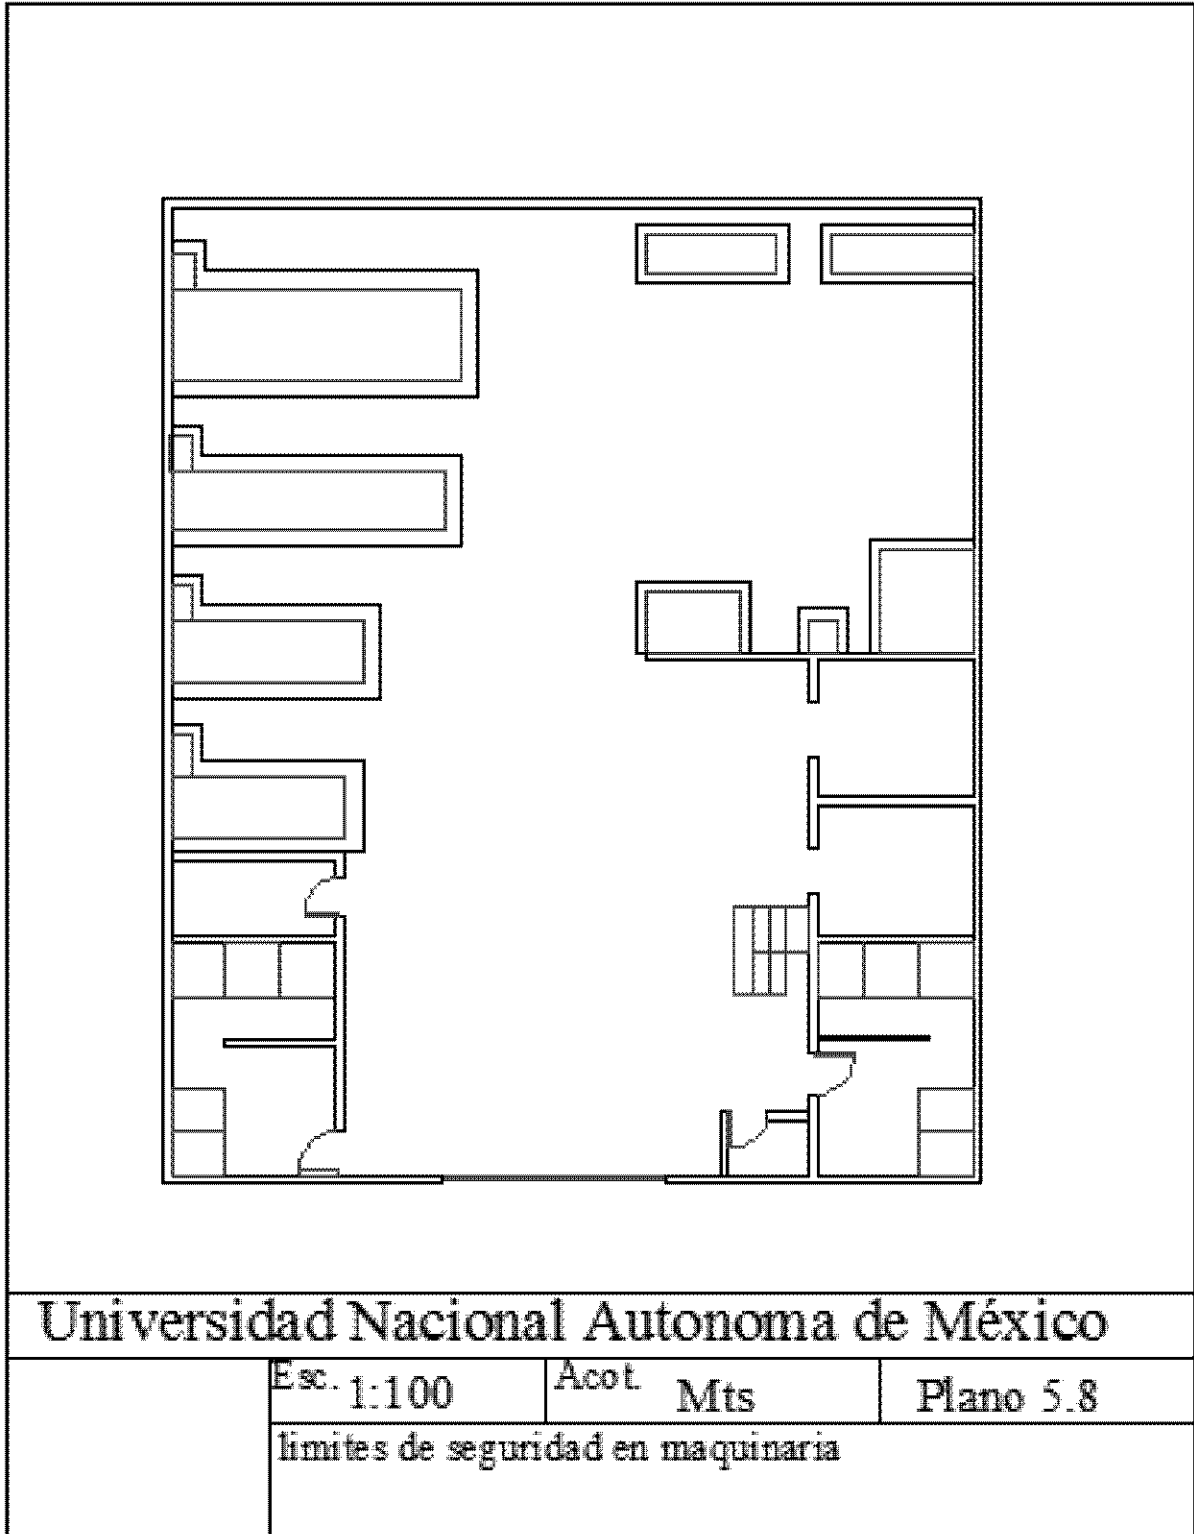 Universidad Nacional Autonoma de México
Esc. 1:100 Acot. Mts Plano 5.8
limites de seguridad en maquinaria